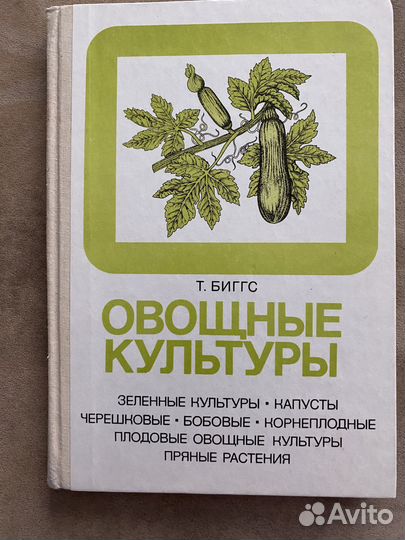 Т. БИГГС
ОВОЩНЫЕ
КУЛЬТУРЫ
ЗЕЛЕННЫЕ КУЛЬТУРЫ • КАПУСТЫ
ЧЕРЕШКОВЫЕ • БОБОВЫЕ • КОРНЕПЛОДНЫЕ
ПЛОДОВЫЕ ОВОЩНЫЕ КУЛЬТУРЫ
ПРЯНЫЕ РАСТЕНИЯ
Avito